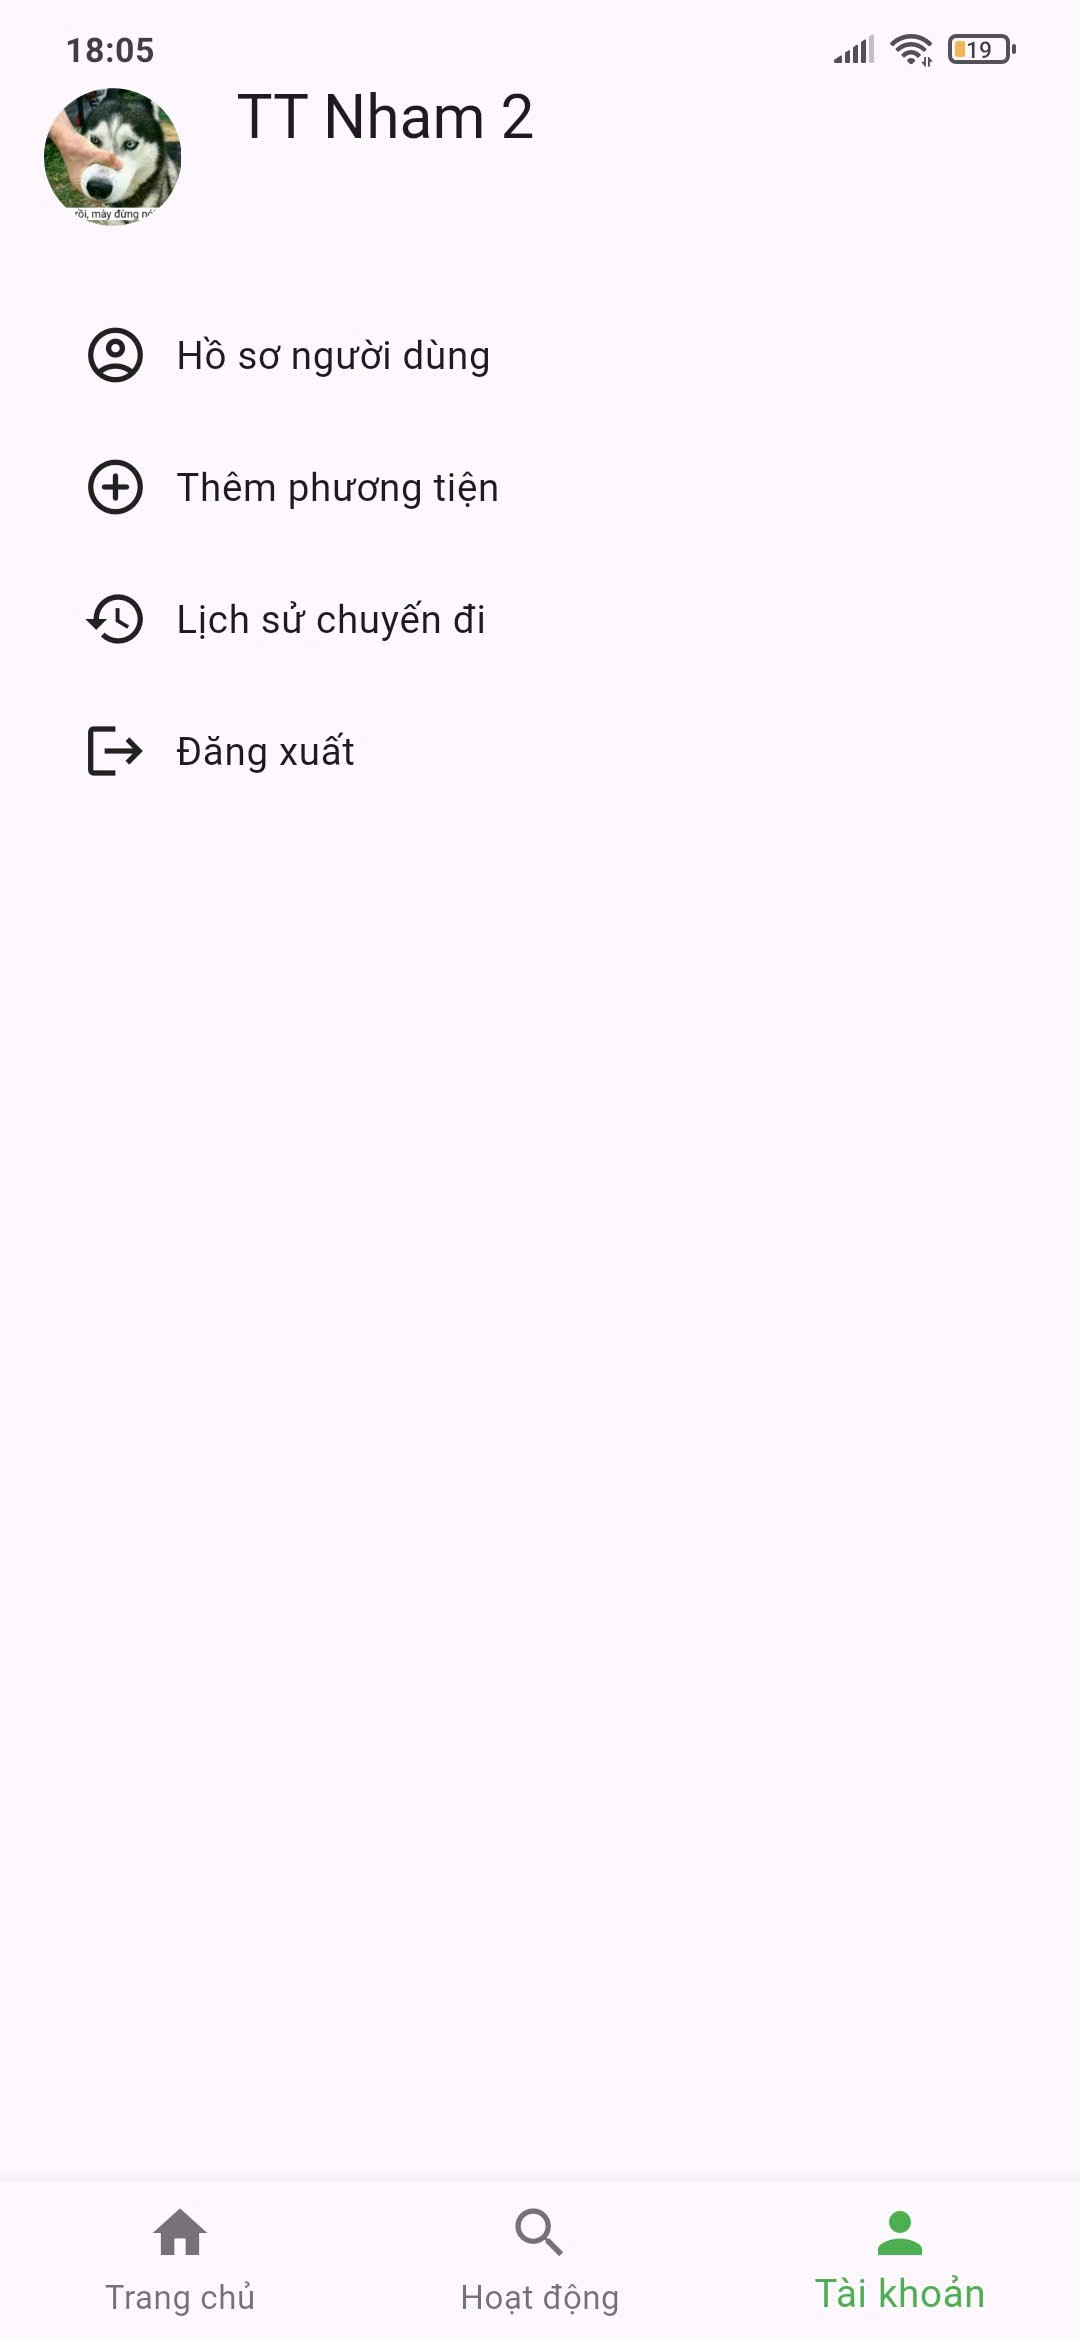 18:05
19
TT Nham 2
rồi, mày đừng
Hồ sơ người dùng
Thêm phương tiện
Lịch sử chuyến đi
Đăng xuất
Trang chủ
Hoạt động
Tài khoản